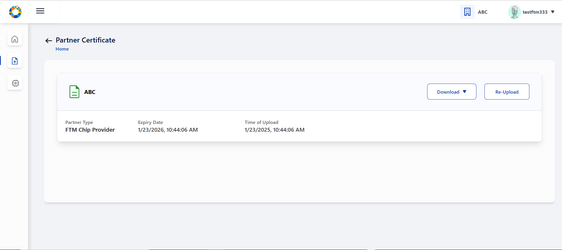 ABC
testftm333
Partner Certificate
Home
ABC
Download
Re-Upload
Partner Type
Expiry Date
Time of Upload
FTM Chip Provider
1/23/2026, 10:44:06 AM
1/23/2025, 10:44:06 AM